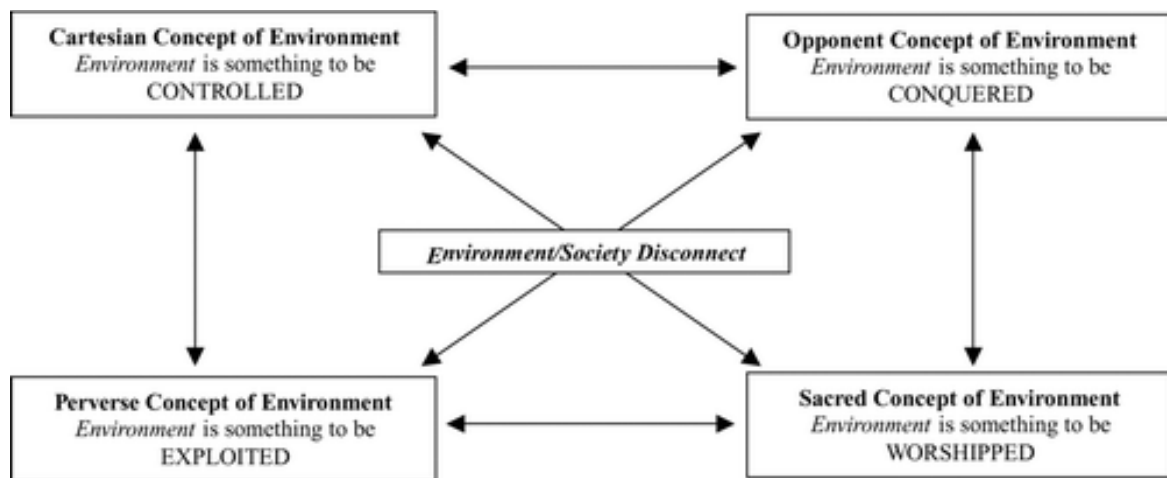 Cartesian Concept of Environment
Environment is something to be
CONTROLLED
Opponent Concept of Environment
Environment is something to be
CONQUERED
Environment/Society Disconnect
Perverse Concept of Environment
Environment is something to be
EXPLOITED
Sacred Concept of Environment
Environment is something to be
WORSHIPPED